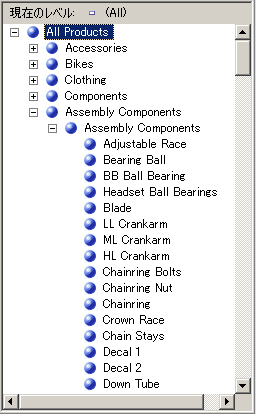 現在のレベル: (All)
All Products
Accessories
Bikes
Clothing
Components
Assembly Components
Assembly Components
Adjustable Race
Bearing Ball
BB Ball Bearing
Headset Ball Bearings
Blade
LL Crankarm
ML Crankarm
HL Crankarm
Chainring Bolts
Chainring Nut
Chainring
Crown Race
Chain Stays
Decal 1
Decal 2
Down Tube